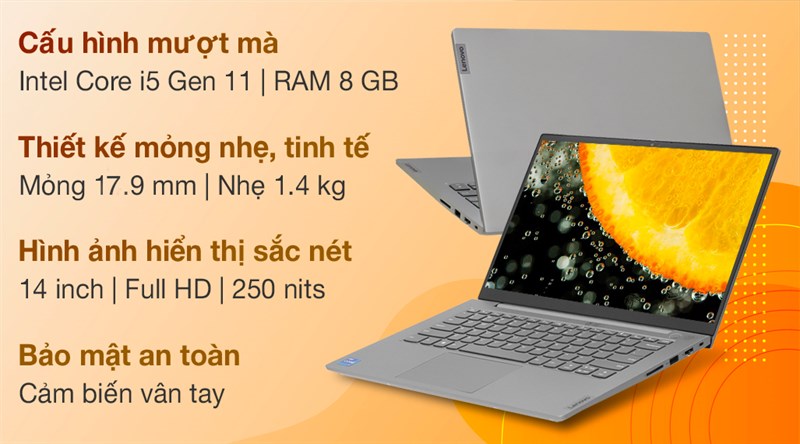 Cấu hình mượt mà
Intel Core i5 Gen 11 | RAM 8 GB
Thiết kế mỏng nhẹ, tinh tế
Mỏng 17.9 mm | Nhẹ 1.4 kg
Hình ảnh hiển thị sắc nét
14 inch | Full HD | 250 nits
Bảo mật an toàn
Cảm biến vân tay
Lenovo
Lenovo